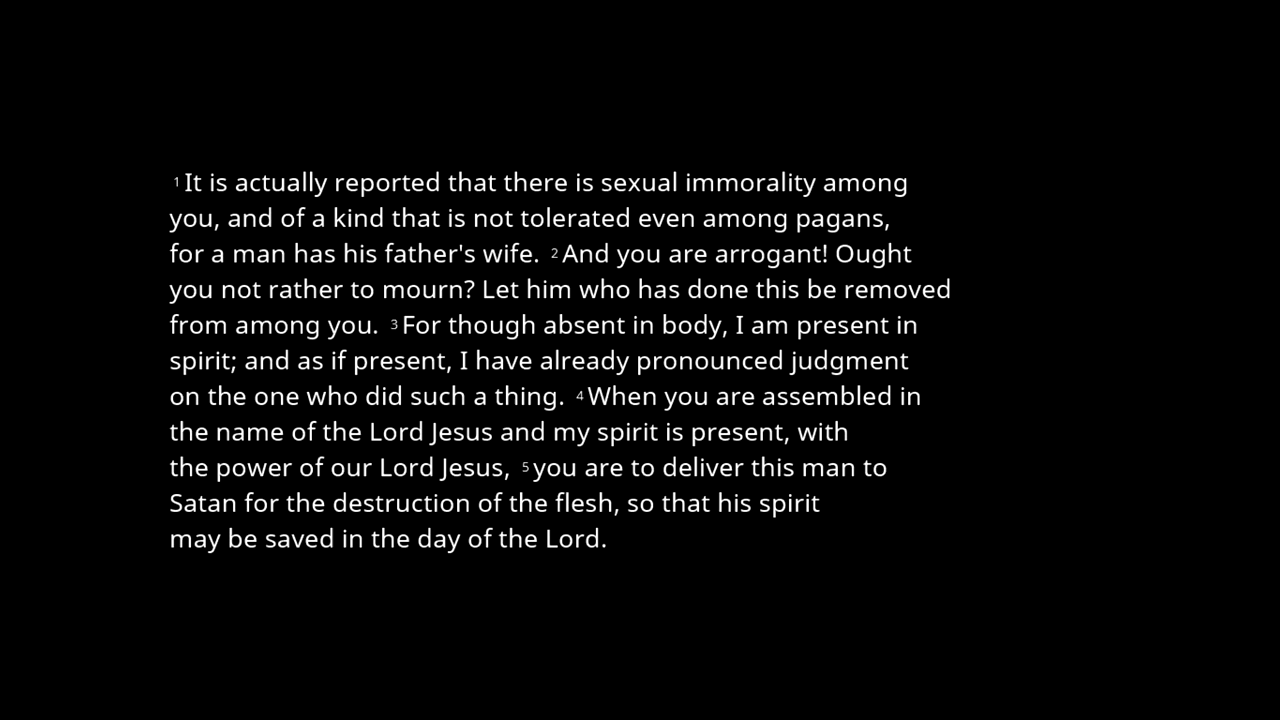 1 It is actually reported that there is sexual immorality among
you, and of a kind that is not tolerated even among pagans,
for a man has his father's wife. 2 And you are arrogant! Ought
you not rather to mourn? Let him who has done this be removed
from among you. 3 For though absent in body, I am present in
spirit; and as if present, I have already pronounced judgment
on the one who did such a thing. 4 When you are assembled in
the name of the Lord Jesus and my spirit is present, with
the power of our Lord Jesus, 5 you are to deliver this man to
Satan for the destruction of the flesh, so that his spirit
may be saved in the day of the Lord.